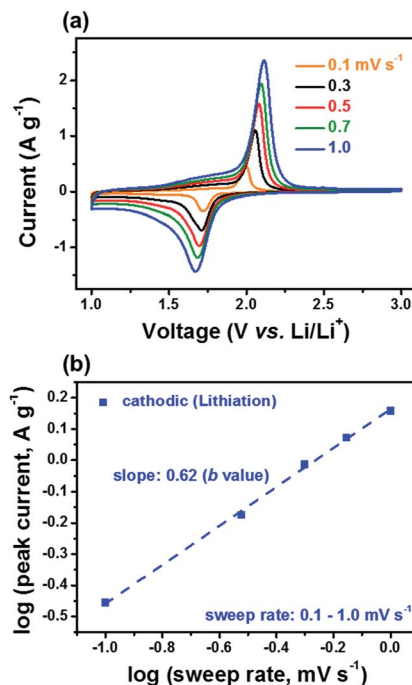 (a)
0.1 mV s⁻¹
0.3
0.5
0.7
1.0
Current (A g⁻¹)
2
1
0
-1
1.0
1.5
2.0
2.5
3.0
Voltage (V vs. Li/Li⁺)
(b)
cathodic (Lithiation)
slope: 0.62 (b value)
sweep rate: 0.1 - 1.0 mV s⁻¹
log (peak current, A g⁻¹)
0.2
0.1
0.0
-0.1
-0.2
-0.3
-0.4
-0.5
-1.0
-0.8
-0.6
-0.4
-0.2
0.0
log (sweep rate, mV s⁻¹)